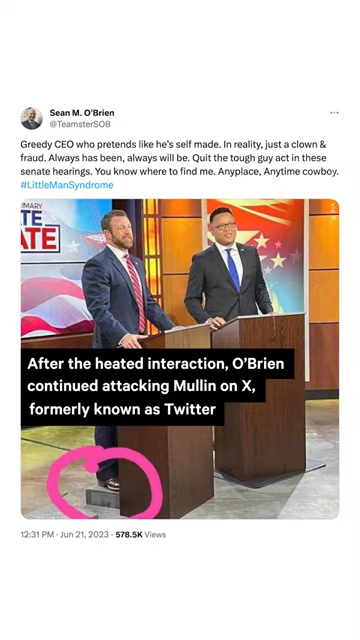 Sean M. O'Brien
@TeamsterSOB
Greedy CEO who pretends like he's self made. In reality, just a clown &
fraud. Always has been, always will be. Quit the tough guy act in these
senate hearings. You know where to find me. Anyplace, Anytime cowboy.
#LittleManSyndrome
After the heated interaction, O'Brien
continued attacking Mullin on X,
formerly known as Twitter
12:31 PM · Jun 21, 2023 · 578.5K Views